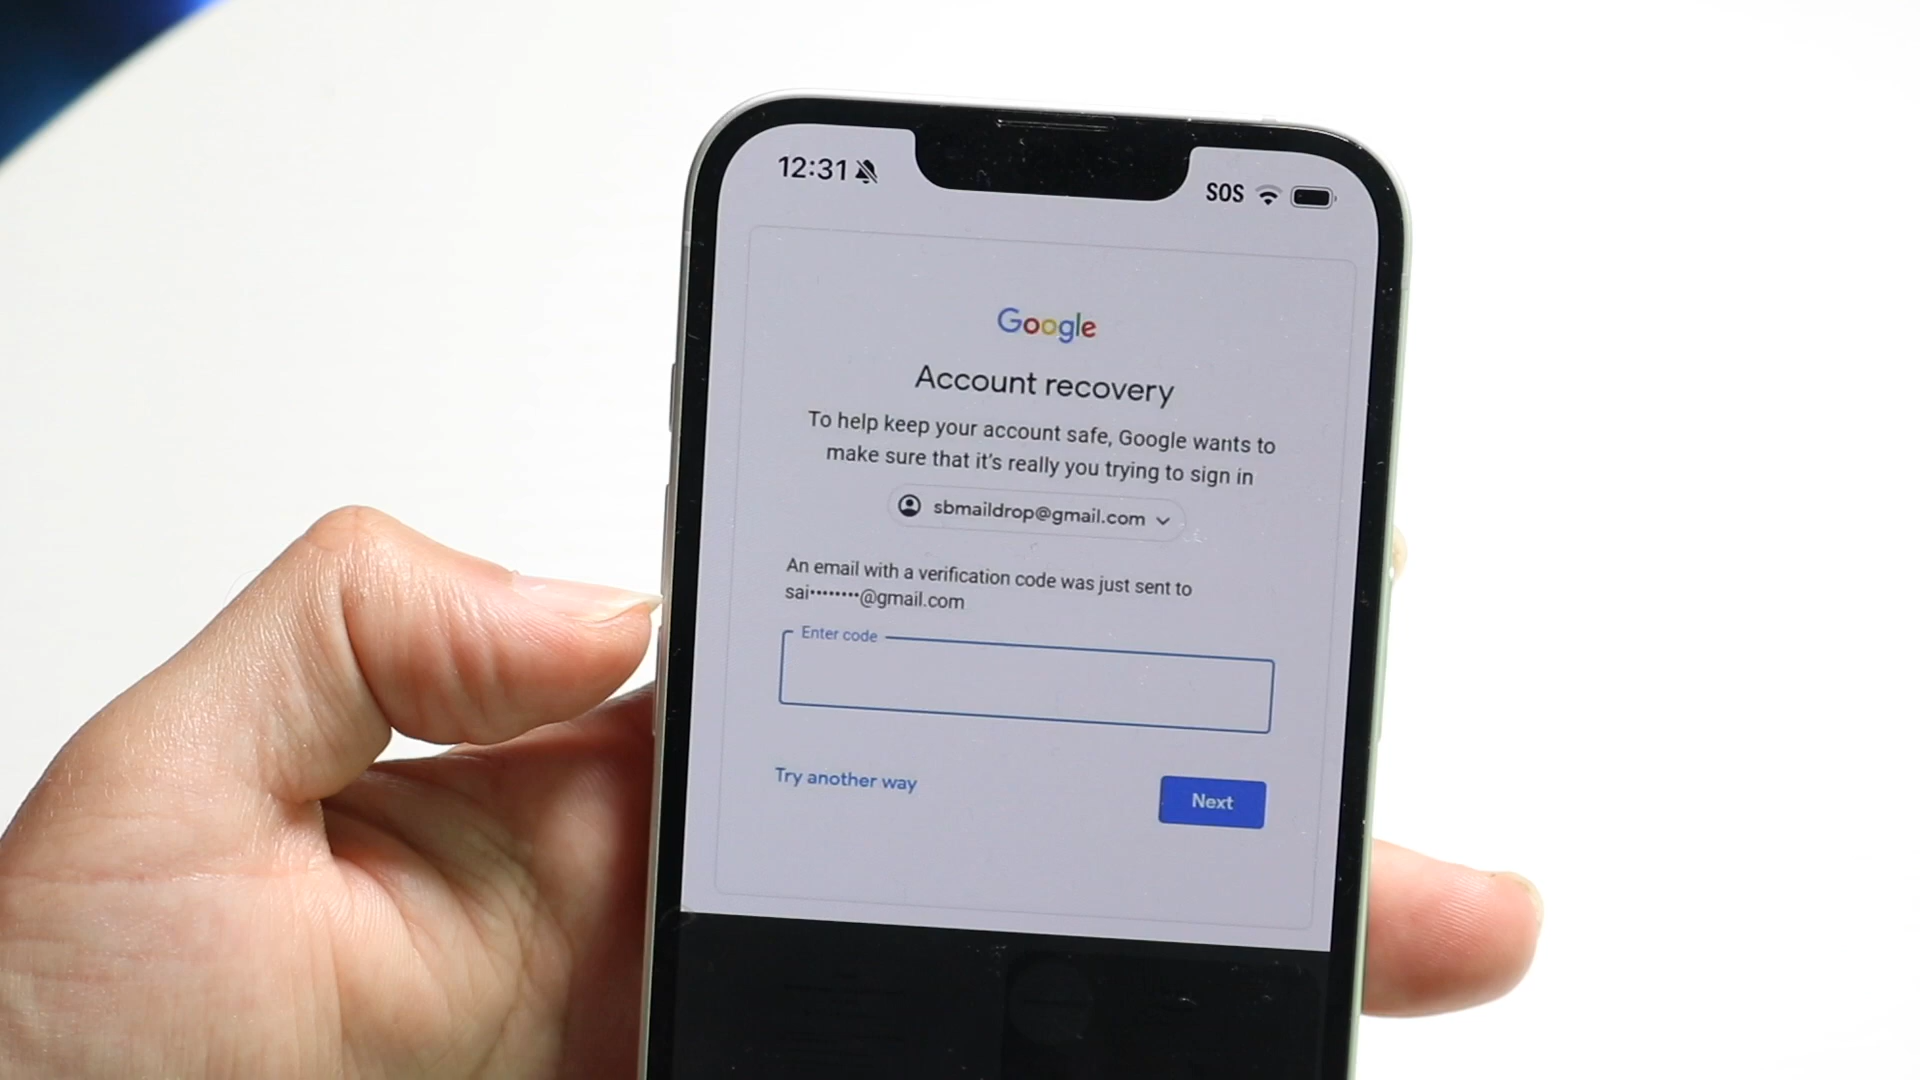 12:31
SOS
Google
Account recovery
To help keep your account safe, Google wants to
make sure that it's really you trying to sign in
sbmaildrop@gmail.com
An email with a verification code was just sent to
sai••••••••@gmail.com
Enter code
Try another way
Next